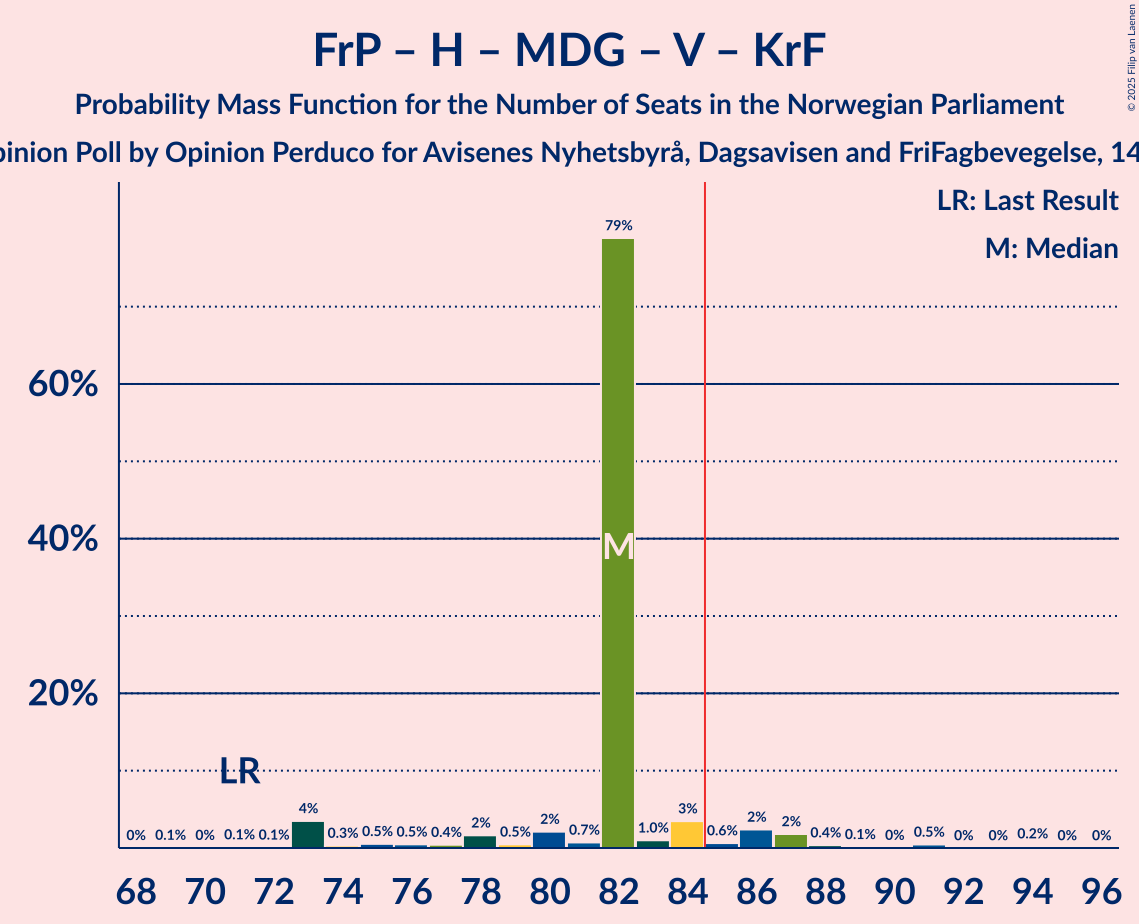 FrP – H – MDG – V – KrF
Probability Mass Function for the Number of Seats in the Norwegian Parliament
pinion Poll by Opinion Perduco for Avisenes Nyhetsbyrå, Dagsavisen and FriFagbevegelse, 14
© 2025 Filip van Laenen
LR: Last Result
M: Median
79%
60%
40%
M
20%
LR
0% 0.1% 0% 0.1% 0.1% 4% 0.3% 0.5% 0.5% 0.4% 2% 0.5% 2% 0.7% 1.0% 3% 0.6% 2% 2% 0.4% 0.1% 0% 0.5% 0% 0% 0.2% 0% 0%
68 70 72 74 76 78 80 82 84 86 88 90 92 94 96